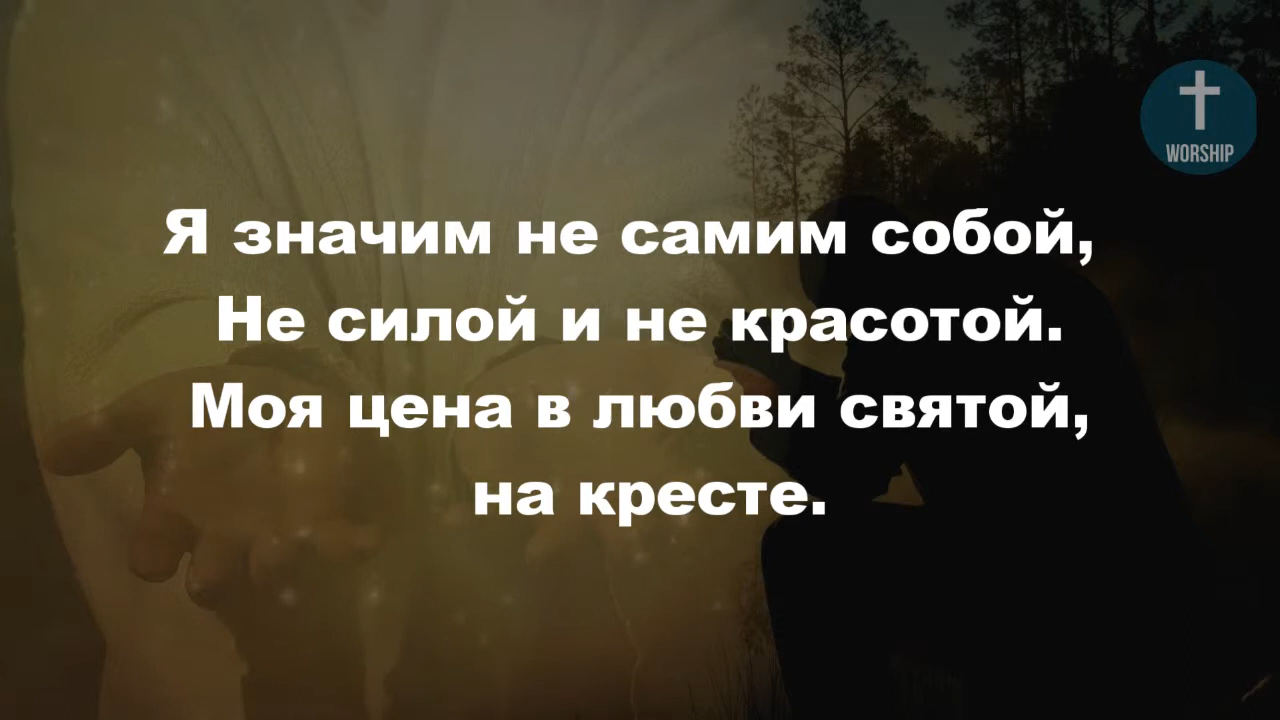 WORSHIP
Я значим не самим собой,
Не силой и не красотой.
Моя цена в любви святой,
на кресте.